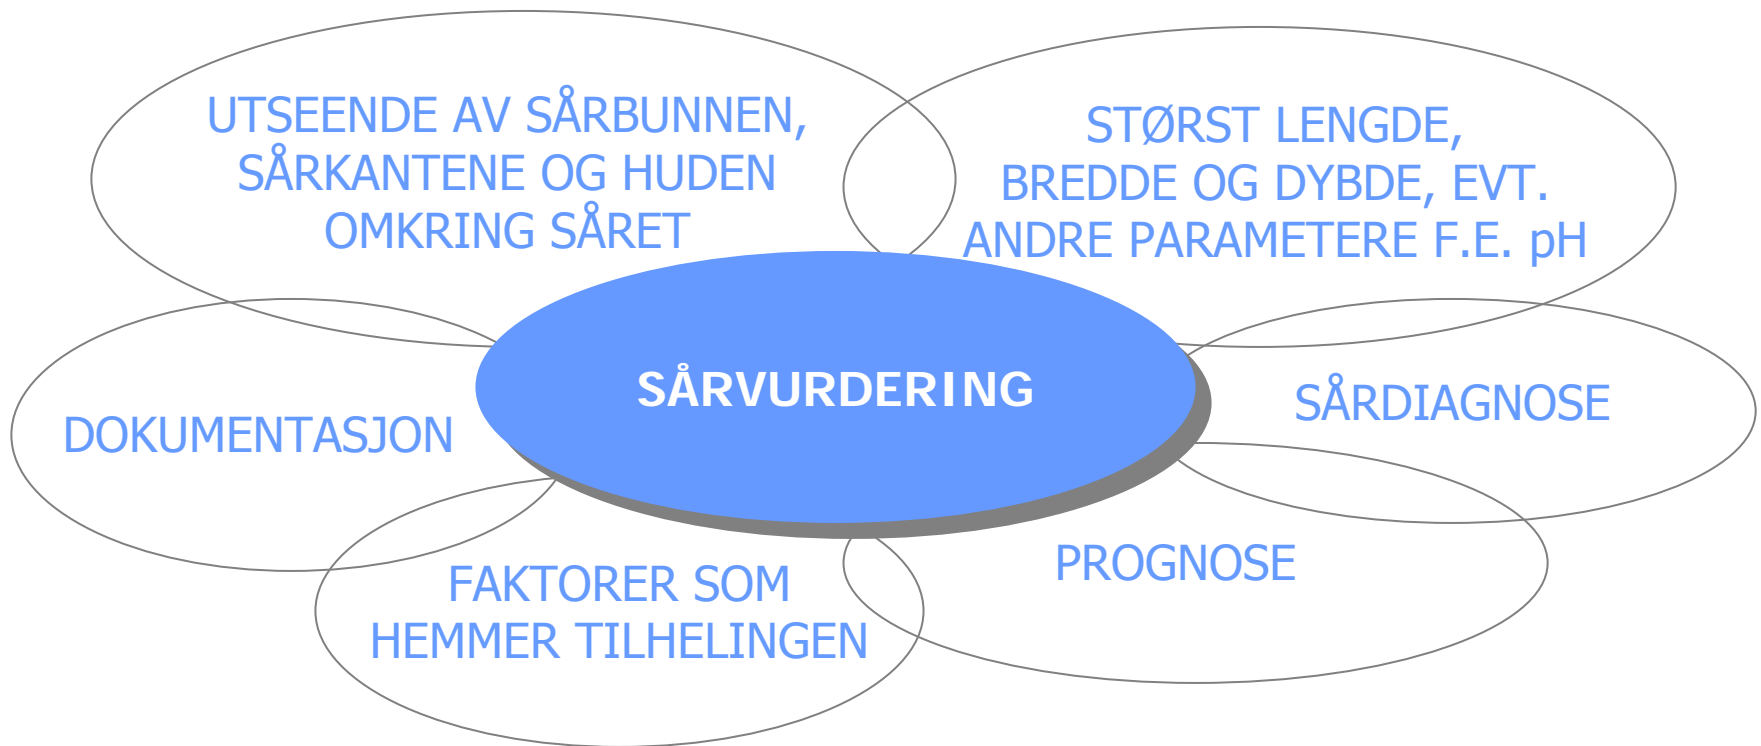 UTSEENDE AV SÅRBUNNEN,
SÅRKANTENE OG HUDEN
OMKRING SÅRET
STØRST LENGDE,
BREDDE OG DYBDE, EVT.
ANDRE PARAMETERE F.E. pH
SÅRVURDERING
DOKUMENTASJON
SÅRDIAGNOSE
FAKTORER SOM
HEMMER TILHELINGEN
PROGNOSE